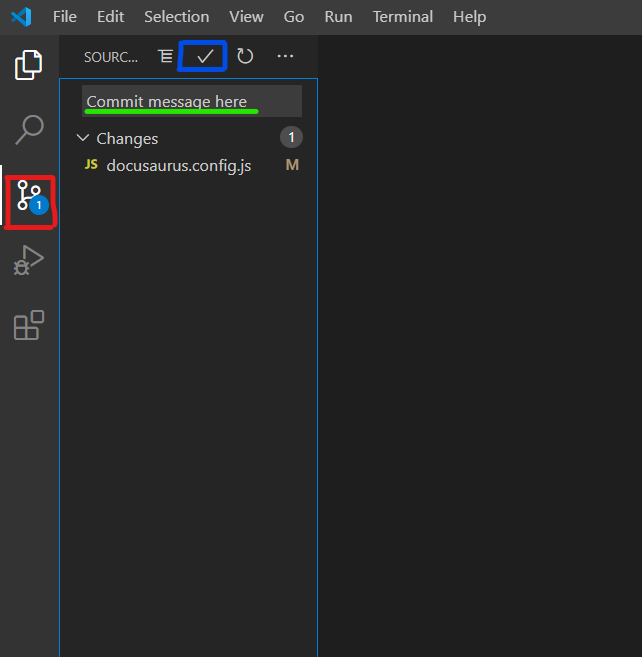 File Edit Selection View Go Run Terminal Help
SOURC...
Commit message here
Changes 1
JS docusaurus.config.js M
1